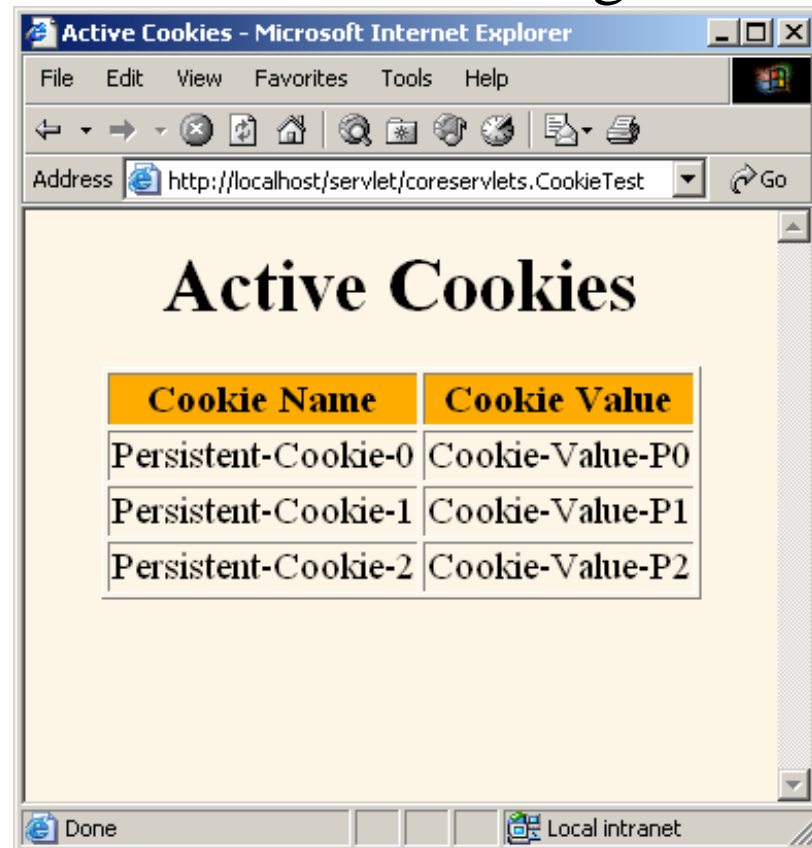 Active Cookies - Microsoft Internet Explorer
File Edit View Favorites Tools Help
Address http://localhost/servlet/coreservlets.CookieTest Go
Active Cookies
Cookie Name Cookie Value
Persistent-Cookie-0 Cookie-Value-P0
Persistent-Cookie-1 Cookie-Value-P1
Persistent-Cookie-2 Cookie-Value-P2
Done Local intranet